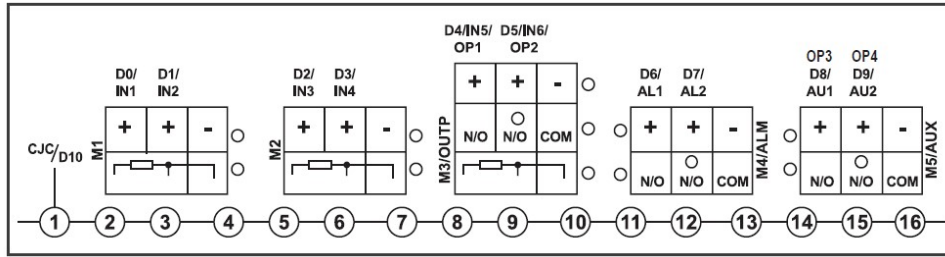 D4/IN5/ D5/IN6/
OP1 OP2
OP3 OP4
D0/ D1/
IN1 IN2
D2/ D3/
IN3 IN4
D6/ D7/
AL1 AL2
D8/ D9/
AU1 AU2
+ + -
+ + -
+ + -
+ + -
+ + -
CJC/D10
M1
M2
M3/OUTP
N/O N/O COM
N/O N/O COM
M4/ALM
N/O N/O COM
M5/AUX
1 2 3 4 5 6 7 8 9 10 11 12 13 14 15 16